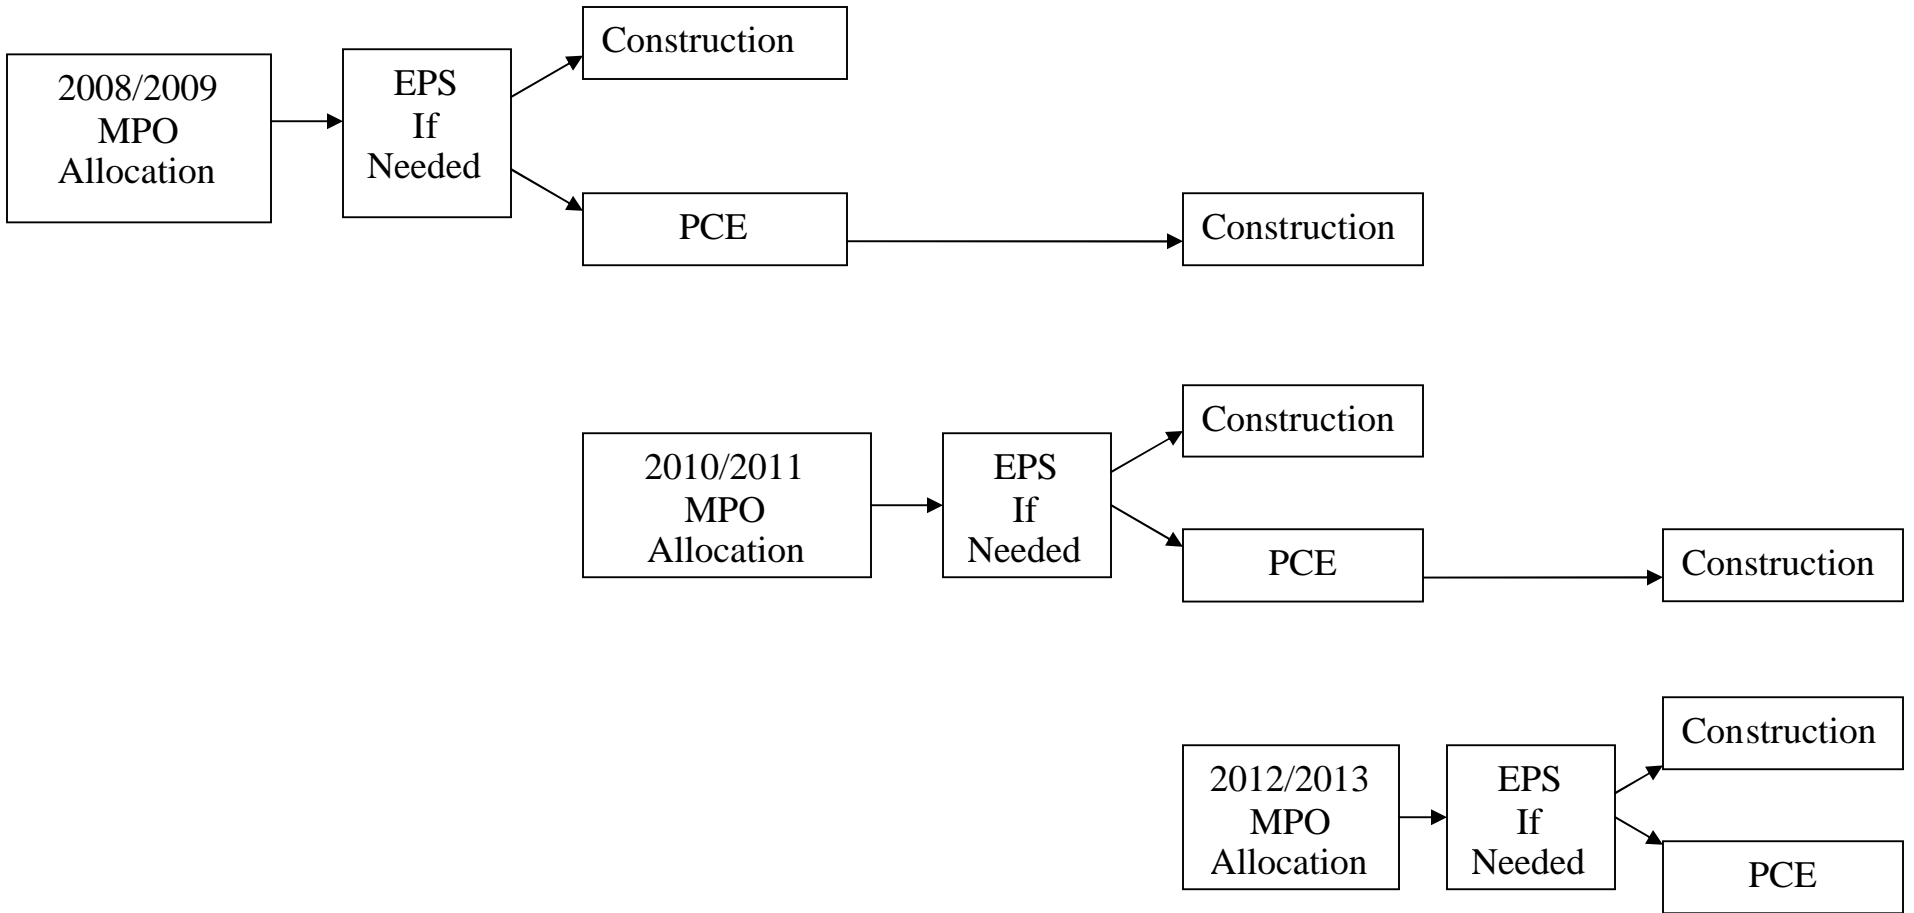 2008/2009
MPO
Allocation
EPS
If
Needed
Construction
PCE
Construction
2010/2011
MPO
Allocation
EPS
If
Needed
Construction
PCE
Construction
2012/2013
MPO
Allocation
EPS
If
Needed
Construction
PCE